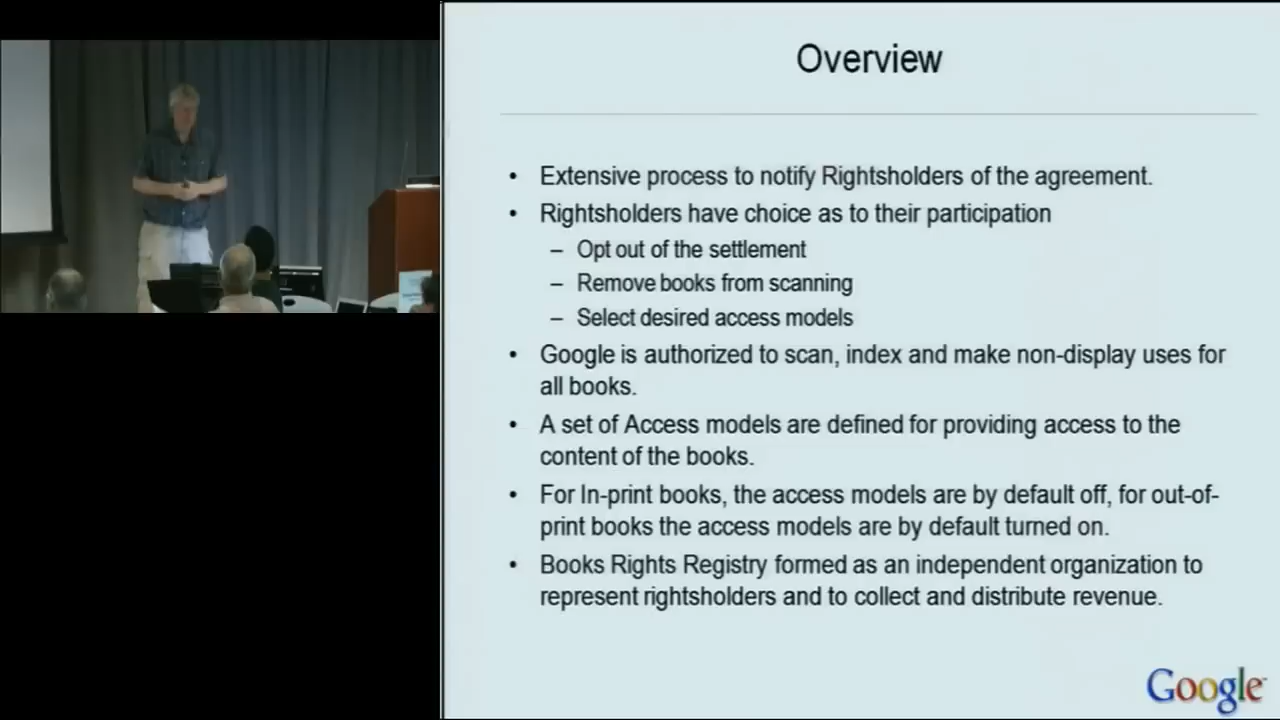 Overview
• Extensive process to notify Rightsholders of the agreement.
• Rightsholders have choice as to their participation
– Opt out of the settlement
– Remove books from scanning
– Select desired access models
• Google is authorized to scan, index and make non-display uses for
all books.
• A set of Access models are defined for providing access to the
content of the books.
• For In-print books, the access models are by default off, for out-of-
print books the access models are by default turned on.
• Books Rights Registry formed as an independent organization to
represent rightsholders and to collect and distribute revenue.
Google